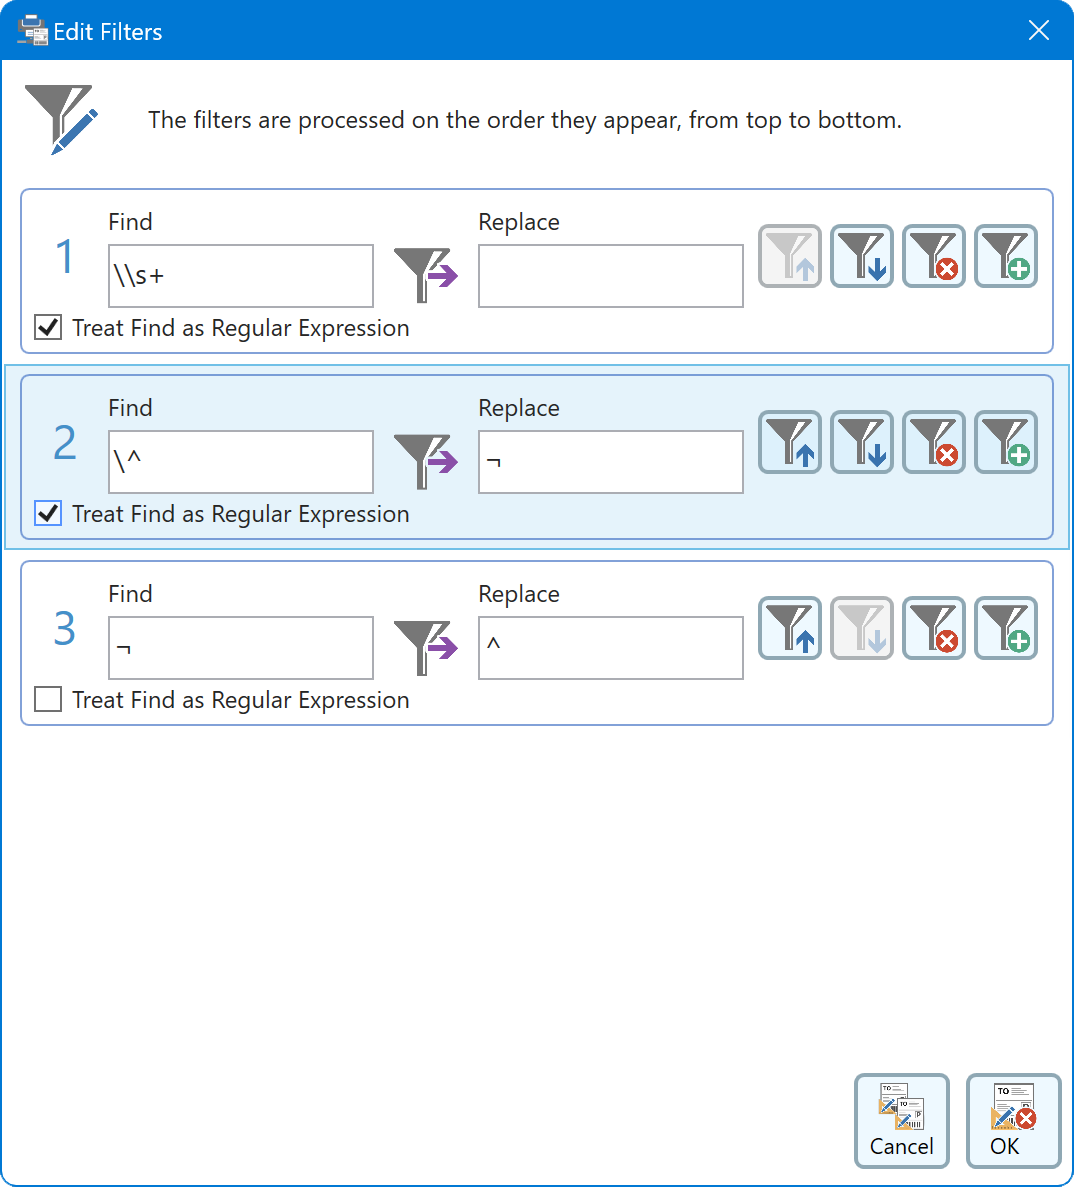 Edit Filters
The filters are processed on the order they appear, from top to bottom.
Find Replace
1
\\s+
Treat Find as Regular Expression
Find Replace
2
\^ ¬
Treat Find as Regular Expression
Find Replace
3
¬ ^
Treat Find as Regular Expression
Cancel OK